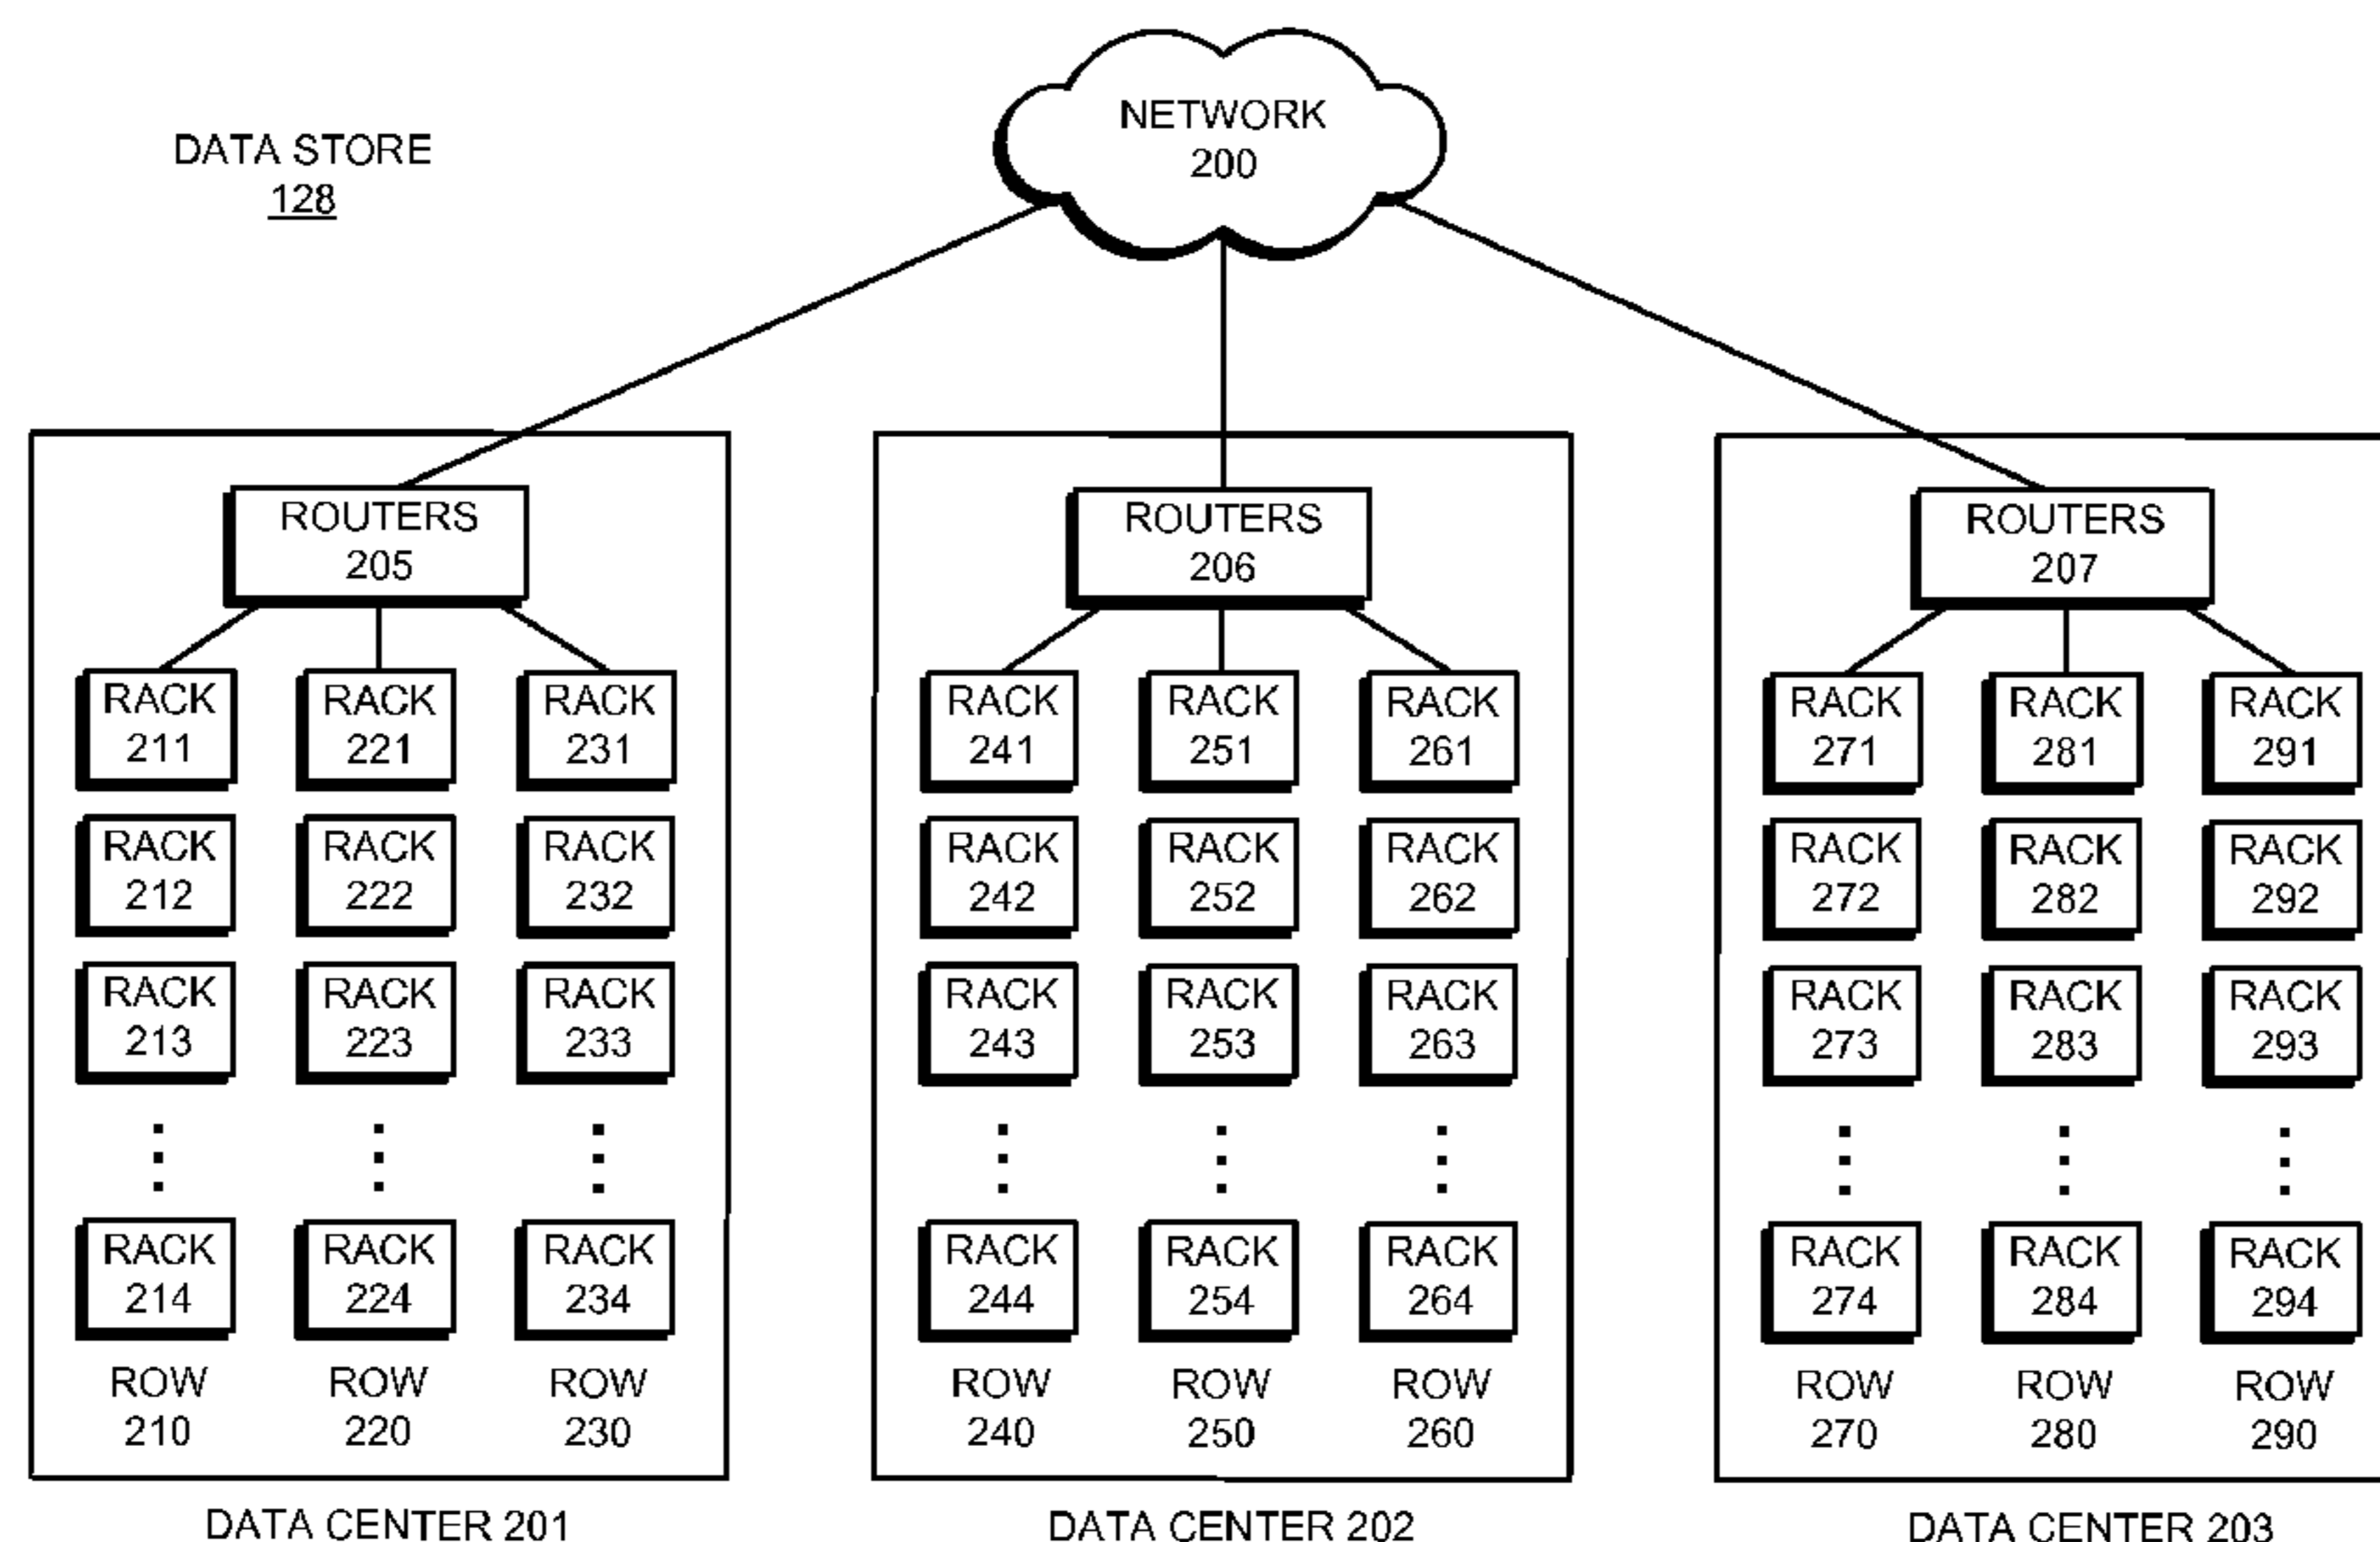 NETWORK
200
DATA STORE
128
ROUTERS
205
ROUTERS
206
ROUTERS
207
RACK
211
RACK
221
RACK
231
RACK
241
RACK
251
RACK
261
RACK
271
RACK
281
RACK
291
RACK
212
RACK
222
RACK
232
RACK
242
RACK
252
RACK
262
RACK
272
RACK
282
RACK
292
RACK
213
RACK
223
RACK
233
RACK
243
RACK
253
RACK
263
RACK
273
RACK
283
RACK
293
RACK
214
RACK
224
RACK
234
RACK
244
RACK
254
RACK
264
RACK
274
RACK
284
RACK
294
ROW
210
ROW
220
ROW
230
ROW
240
ROW
250
ROW
260
ROW
270
ROW
280
ROW
290
DATA CENTER 201
DATA CENTER 202
DATA CENTER 203